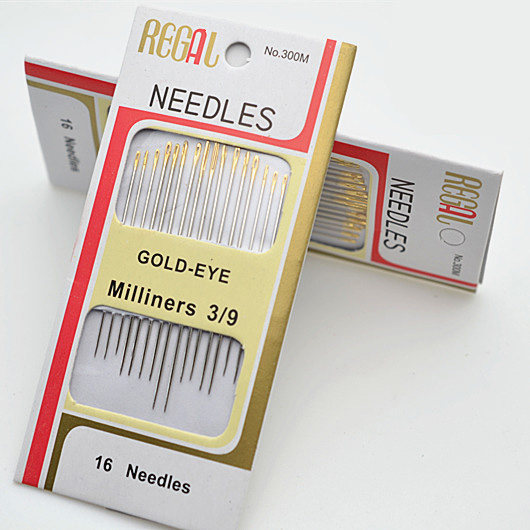 REGAL
No.300M
NEEDLES
GOLD-EYE
Milliners 3/9
16 Needles
16 Needles
REGAL
NEEDLES
No.300M